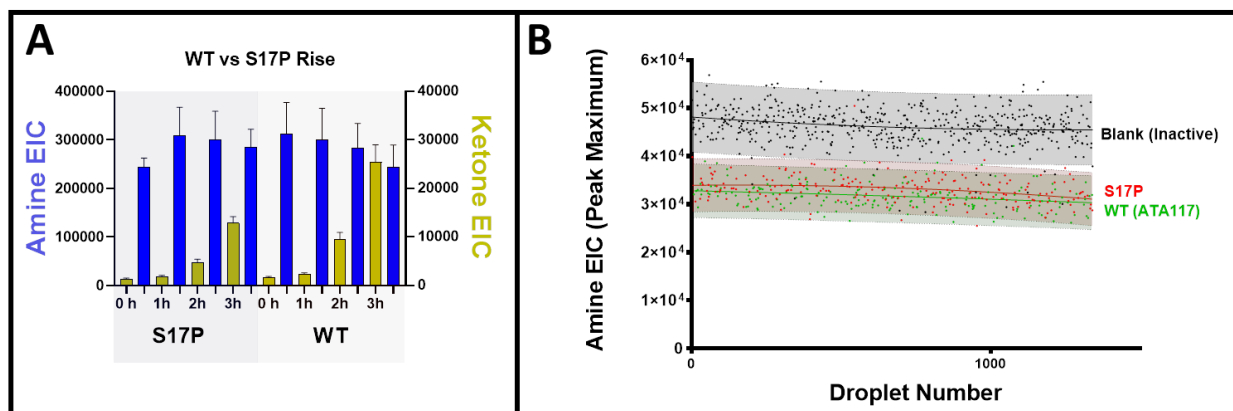 A
WT vs S17P Rise
Amine EIC
400000
300000
200000
100000
0
40000
30000
20000
10000
0
Ketone EIC
0 h 1h 2h 3h 0 h 1h 2h 3h
S17P WT
B
Amine EIC (Peak Maximum)
6×10⁴
5×10⁴
4×10⁴
3×10⁴
2×10⁴
1×10⁴
0
0 1000
Droplet Number
Blank (Inactive)
S17P
WT (ATA117)